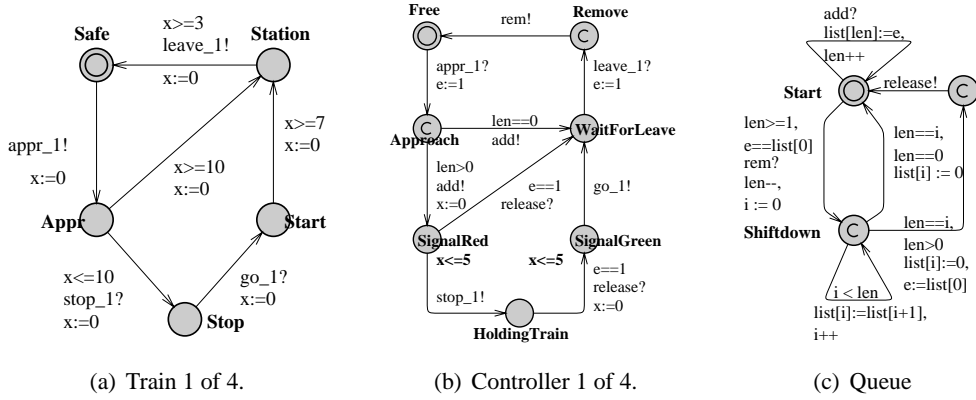 Safe
x>=3
leave_1!
x:=0
Station
appr_1!
x:=0
x>=10
x:=0
x>=7
x:=0
Appr
Start
x<=10
stop_1?
x:=0
go_1?
x:=0
Stop
(a) Train 1 of 4.
Free
rem!
Remove
C
appr_1?
e:=1
leave_1?
e:=1
C
Approach
len==0
add!
WaitForLeave
len>0
add!
x:=0
e==1
release?
go_1!
SignalRed
x<=5
SignalGreen
x<=5
stop_1!
e==1
release?
x:=0
HoldingTrain
(b) Controller 1 of 4.
add?
list[len]:=e,
len++
Start
release!
C
len>=1,
e==list[0]
rem?
len--,
i := 0
len==i,
len==0
list[i] := 0
Shiftdown
C
len==i,
len>0
list[i]:=0,
e:=list[0]
i < len
list[i]:=list[i+1],
i++
(c) Queue